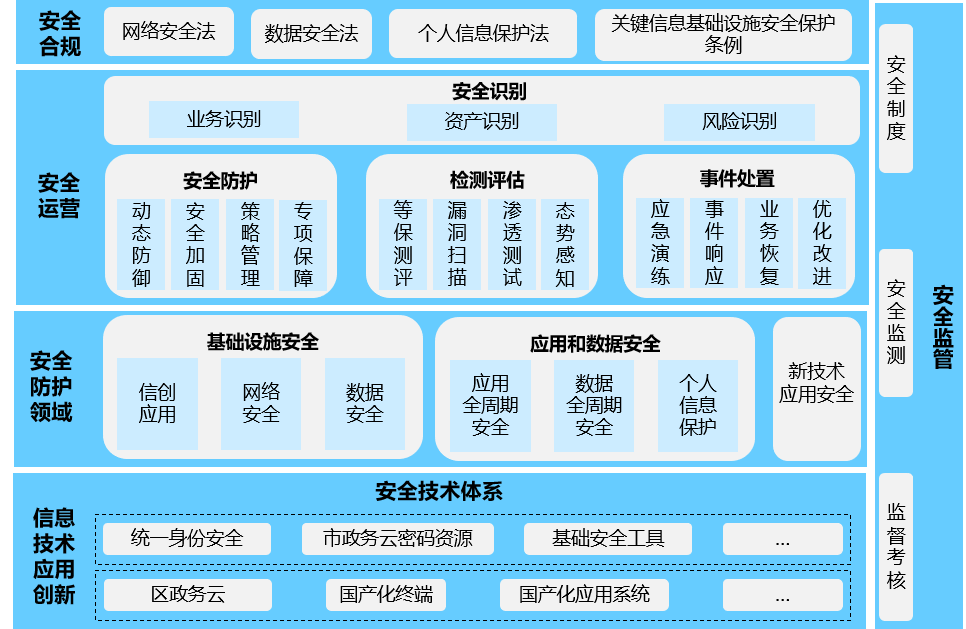 安全
合规
网络安全法
数据安全法
个人信息保护法
关键信息基础设施安全保护
条例
安全
运营
安全识别
业务识别
资产识别
风险识别
安全防护
动态防御
安全加固
策略管理
专项保障
检测评估
等保测评
漏洞扫描
渗透测试
态势感知
事件处置
应急演练
事件响应
业务恢复
优化改进
安全
防护
领域
基础设施安全
信创
应用
网络
安全
数据
安全
应用和数据安全
应用
全周期
安全
数据
全周期
安全
个人
信息
保护
新技术
应用安全
信息
技术
应用
创新
安全技术体系
统一身份安全
市政务云密码资源
基础安全工具
...
区政务云
国产化终端
国产化应用系统
...
安全制度
安全监测
监督考核
安全监管